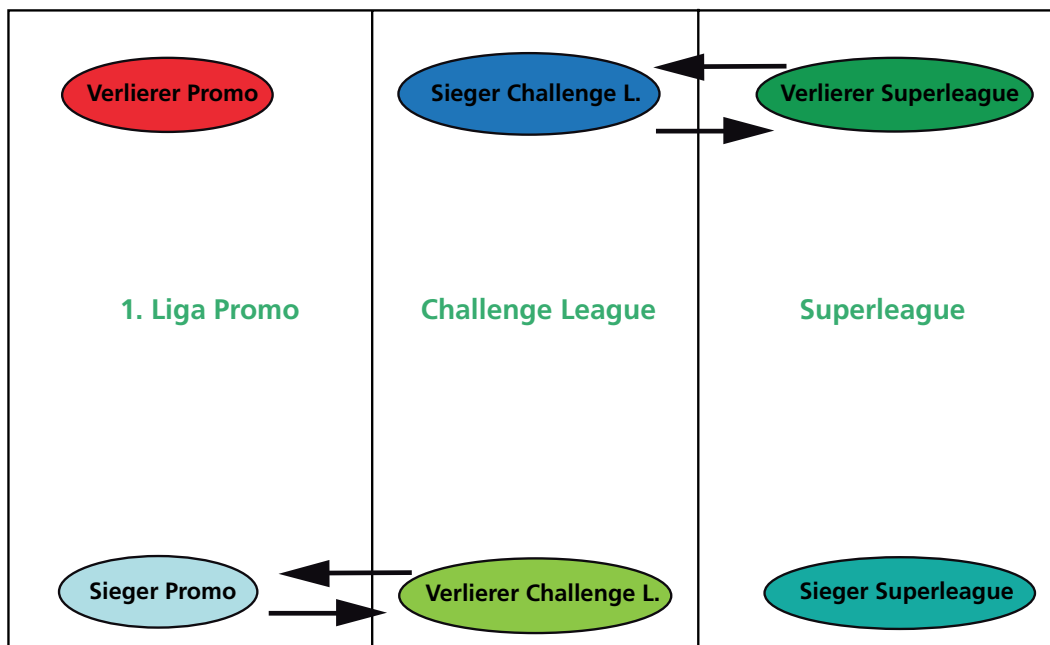 Verlierer Promo
Sieger Challenge L.
Verlierer Superleague
1. Liga Promo
Challenge League
Superleague
Sieger Promo
Verlierer Challenge L.
Sieger Superleague